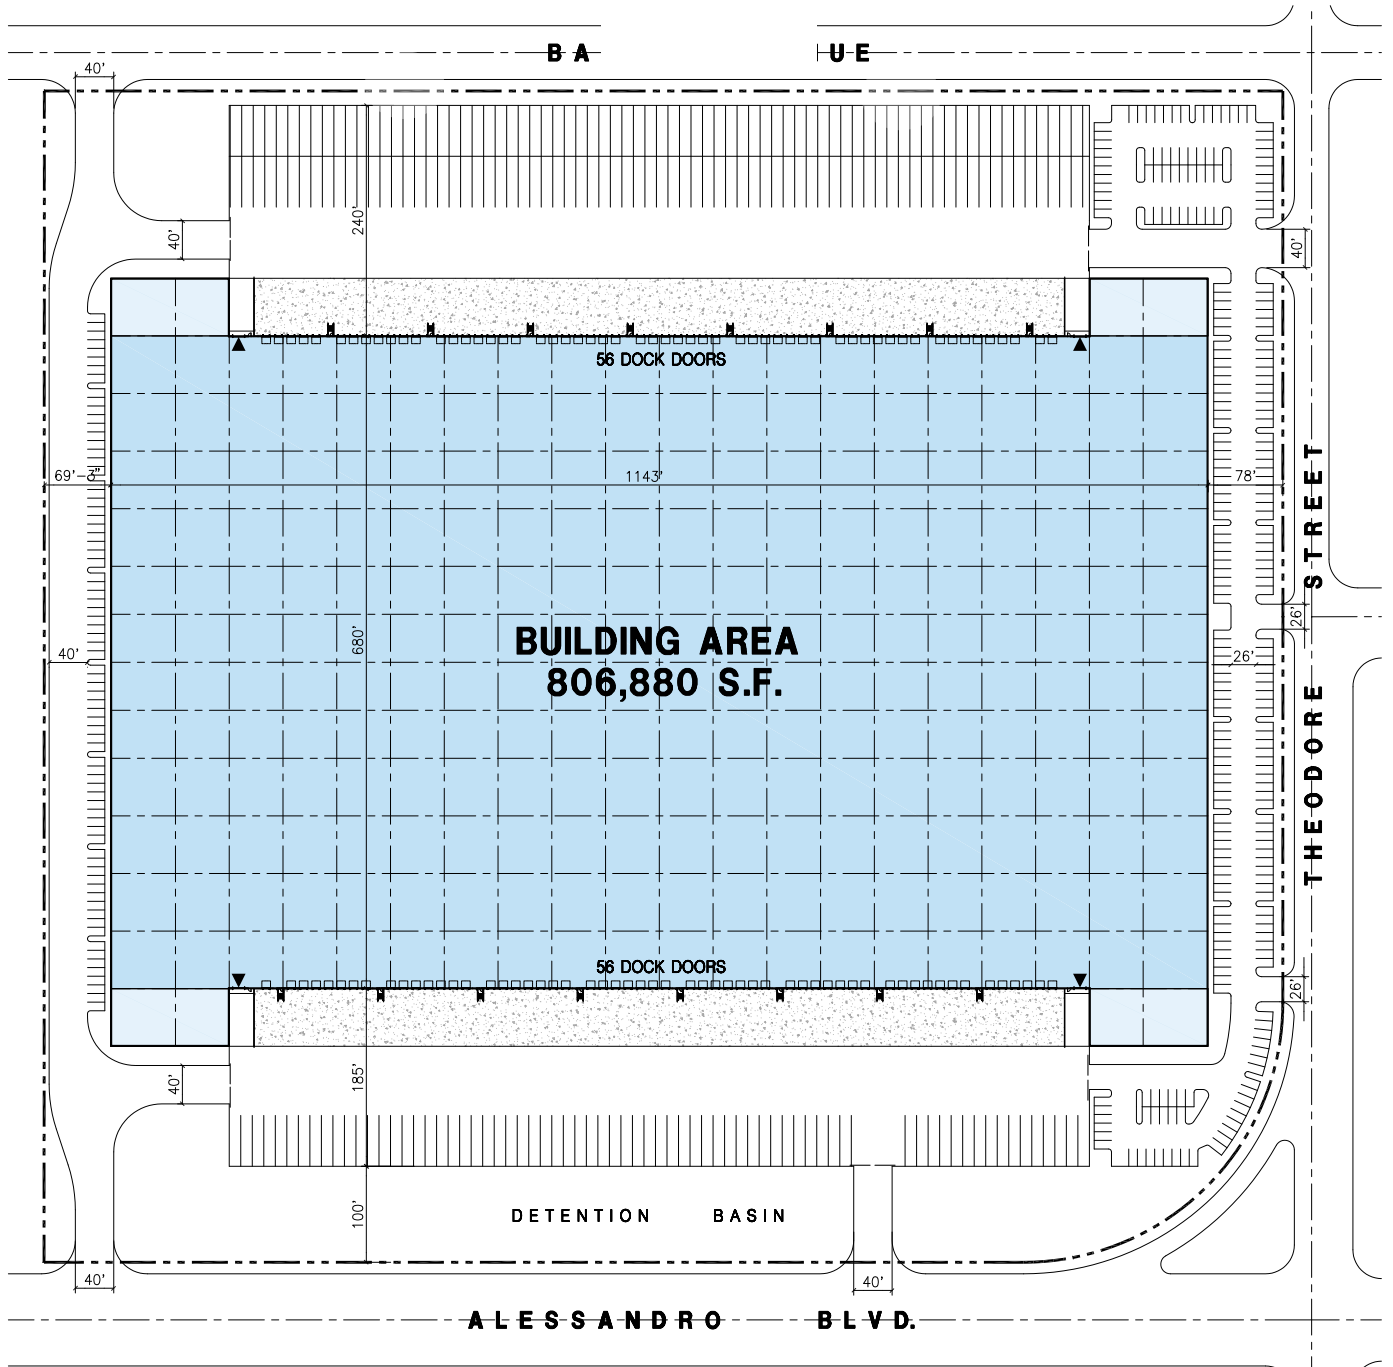 BA UE
40'
240'
40'
40'
56 DOCK DOORS
69'-3"
1143'
78'
STREET
26'
680'
BUILDING AREA
806,880 S.F.
40'
26'
THEODORE
56 DOCK DOORS
26'
40'
185'
100'
DETENTION BASIN
40'
40'
ALESSANDRO BLVD.